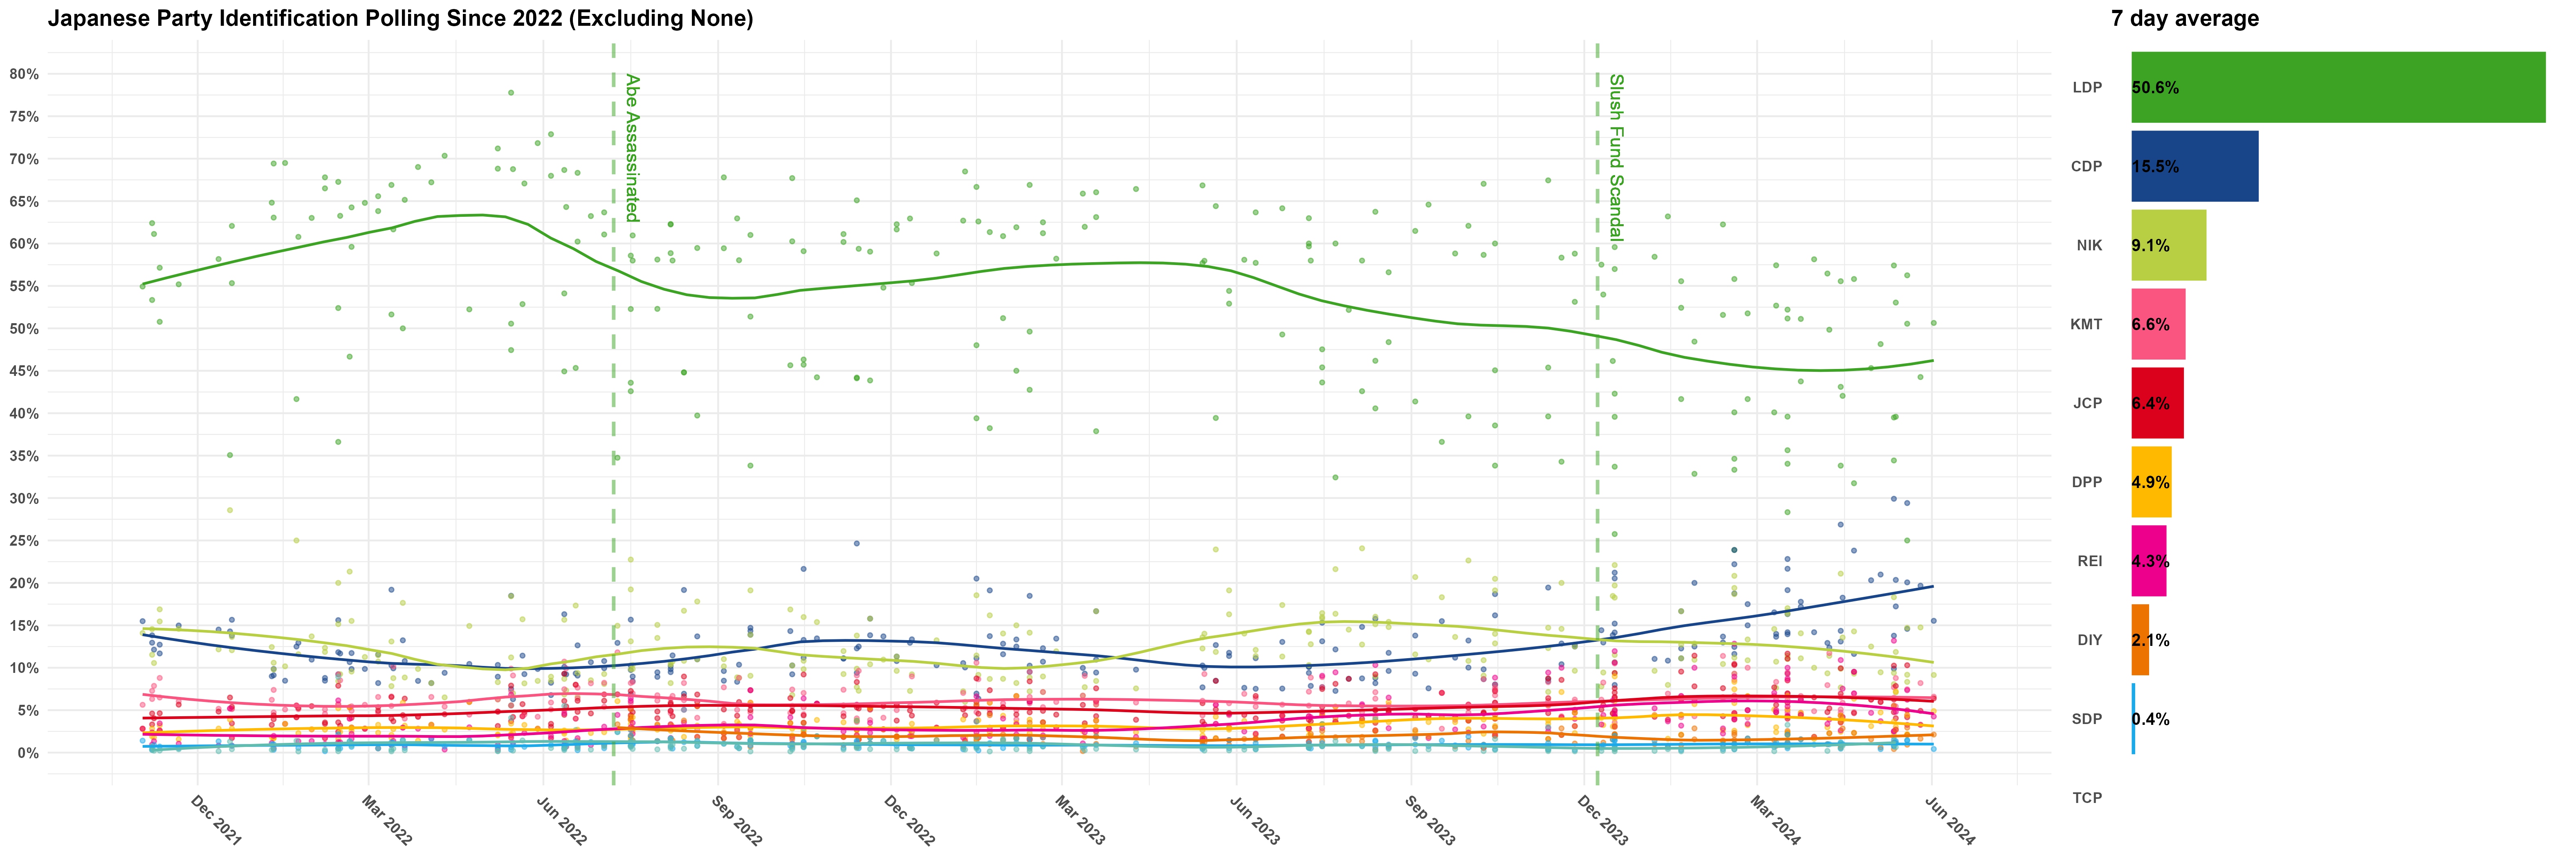 Japanese Party Identification Polling Since 2022 (Excluding None)
7 day average
80%
75%
70%
65%
60%
55%
50%
45%
40%
35%
30%
25%
20%
15%
10%
5%
0%
Abe Assassinated
Slush Fund Scandal
Dec 2021
Mar 2022
Jun 2022
Sep 2022
Dec 2022
Mar 2023
Jun 2023
Sep 2023
Dec 2023
Mar 2024
Jun 2024
LDP 50.6%
CDP 15.5%
NIK 9.1%
KMT 6.6%
JCP 6.4%
DPP 4.9%
REI 4.3%
DIY 2.1%
SDP 0.4%
TCP